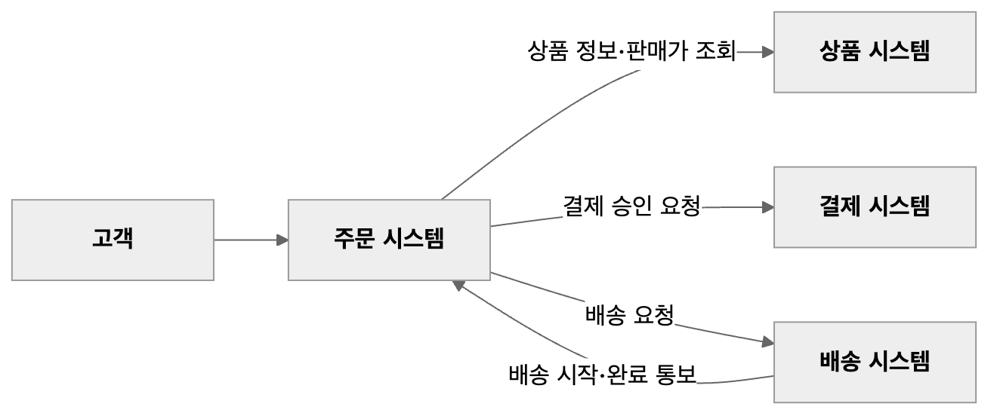 상품 정보·판매가 조회
상품 시스템
결제 승인 요청
결제 시스템
고객
주문 시스템
배송 요청
배송 시스템
배송 시작·완료 통보